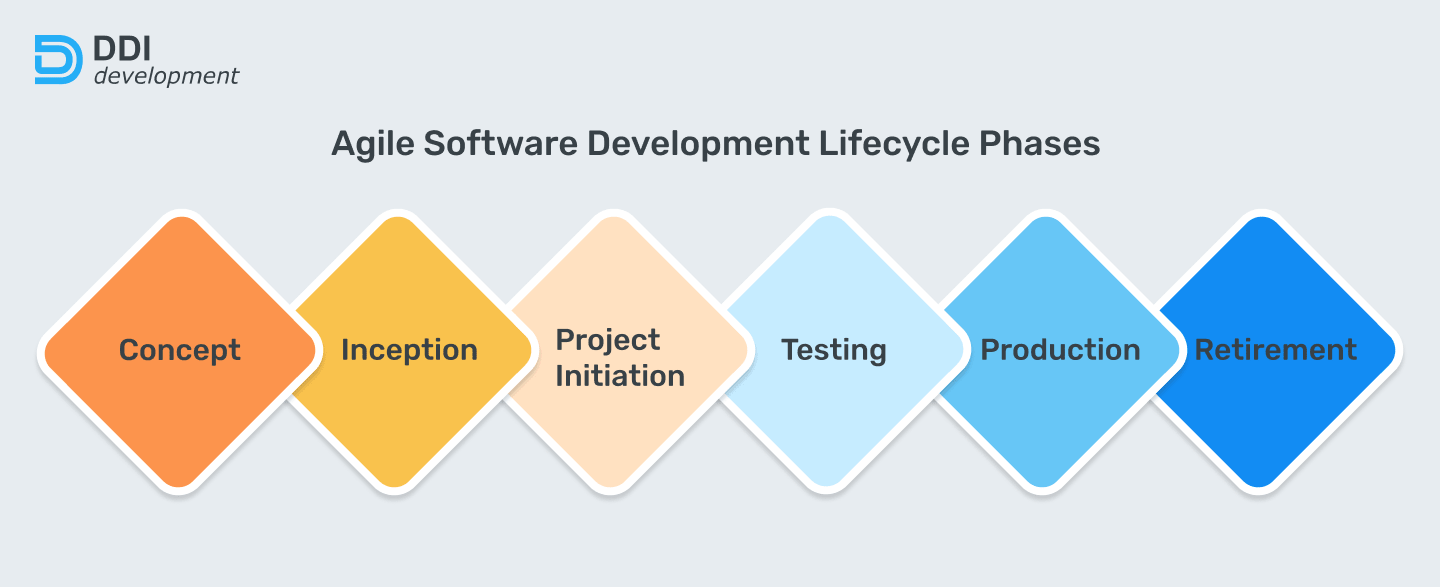 DDI
development
Agile Software Development Lifecycle Phases
Concept
Inception
Project
Initiation
Testing
Production
Retirement